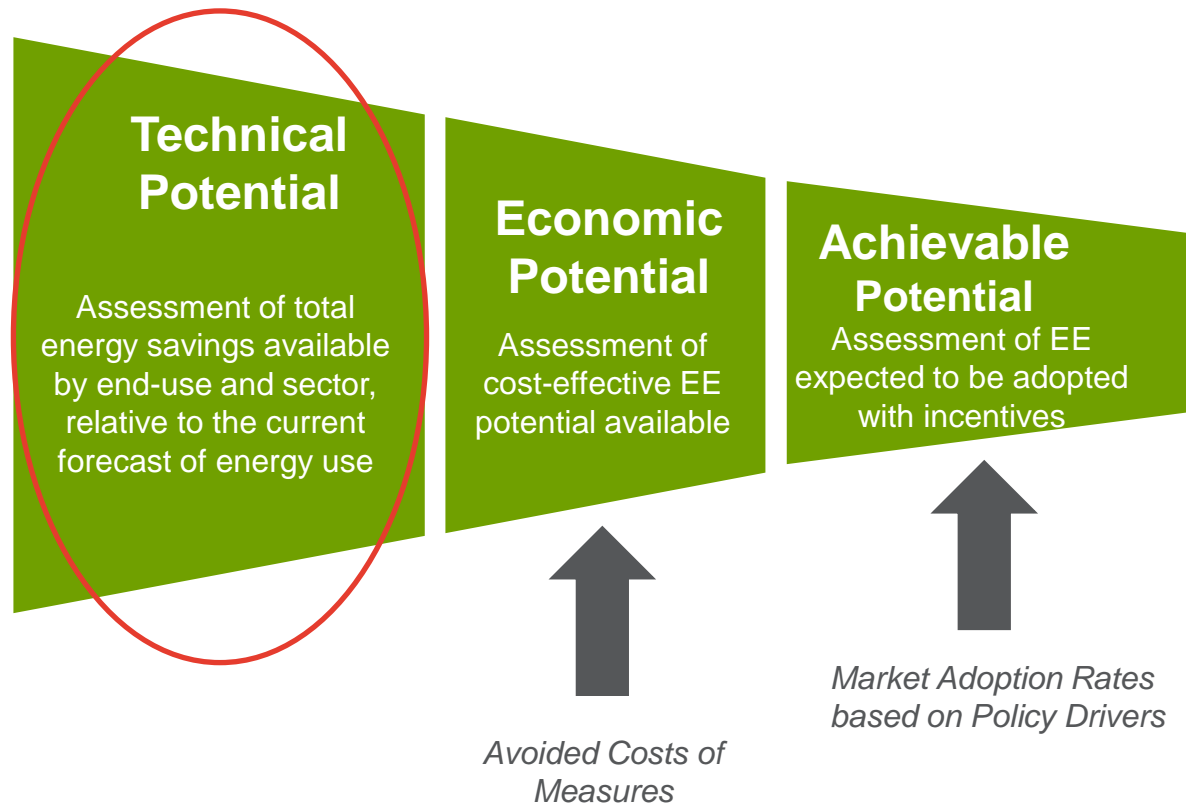 Technical
Potential
Assessment of total
energy savings available
by end-use and sector,
relative to the current
forecast of energy use
Economic
Potential
Assessment of
cost-effective EE
potential available
Achievable
Potential
Assessment of EE
expected to be adopted
with incentives
Avoided Costs of
Measures
Market Adoption Rates
based on Policy Drivers